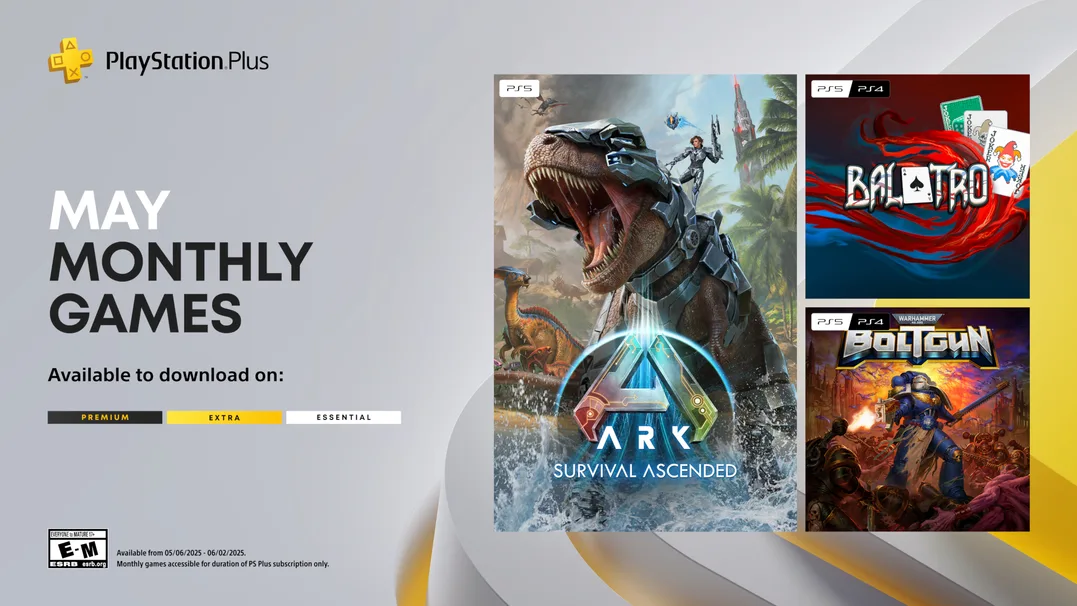 PlayStation Plus
MAY
MONTHLY
GAMES
Available to download on:
PREMIUM
EXTRA
ESSENTIAL
EVERYONE to MATURE 17+
E-M
ESRB esrb.org
Available from 05/06/2025 - 06/02/2025.
Monthly games accessible for duration of PS Plus subscription only.
PS5
ARK
SURVIVAL ASCENDED
PS5 PS4
BALATRO
JOKER
PS5 PS4
WARHAMMER
BOLTGUN